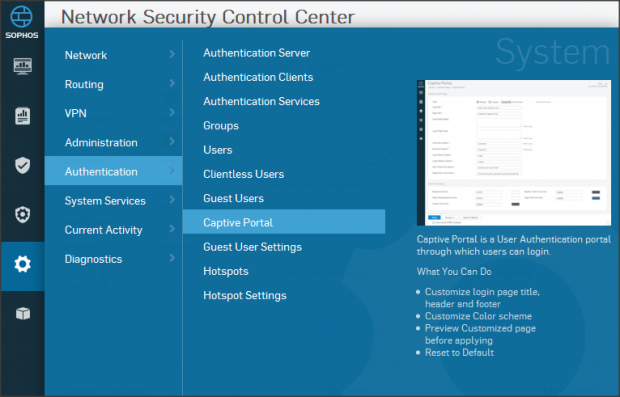 SOPHOS
Network Security Control Center
System
Network
Routing
VPN
Administration
Authentication
System Services
Current Activity
Diagnostics
Authentication Server
Authentication Clients
Authentication Services
Groups
Users
Clientless Users
Guest Users
Captive Portal
Guest User Settings
Hotspots
Hotspot Settings
Captive Portal
Captive Portal is a User Authentication portal
through which users can login.
What You Can Do
Customize login page title,
header and footer
Customize Color scheme
Preview Customized page
before applying
Reset to Default